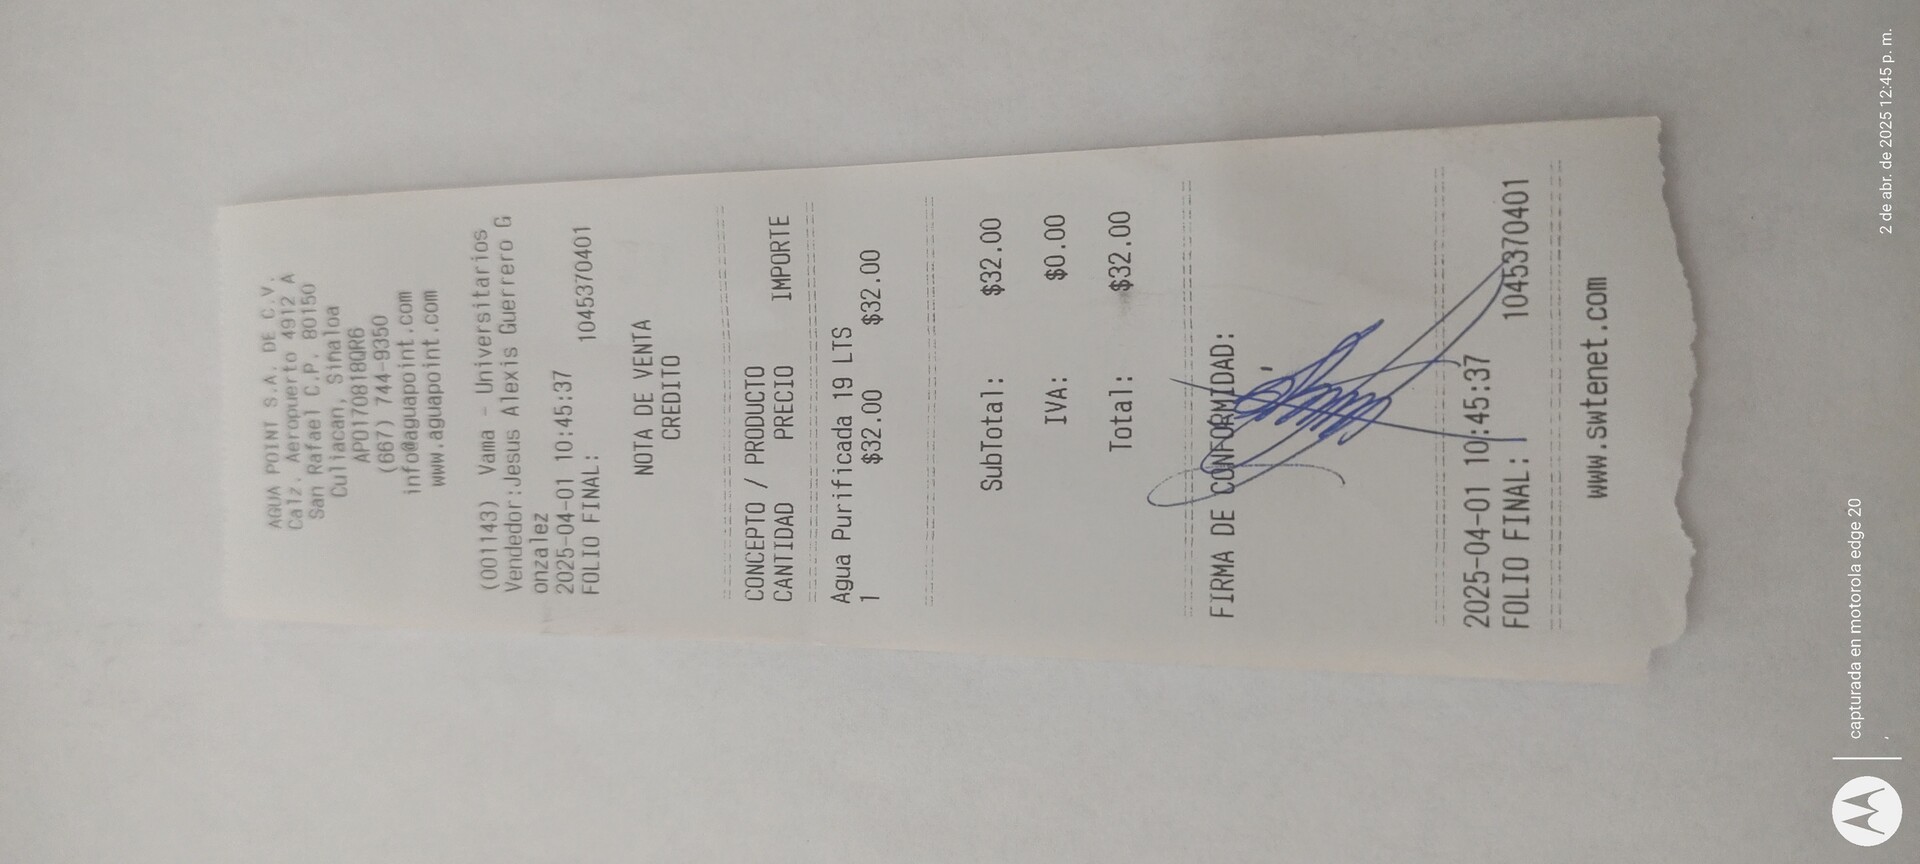 AGUA POINT S.A. DE C.V.
Calz. Aeropuerto 4912 A
San Rafael C.P. 80150
Culiacan, Sinaloa
APO170818QR6
(667) 744-9350
info@aguapoint.com
www.aguapoint.com
(001143) Vama - Universitarios
Vendedor:Jesus Alexis Guerrero G
onzalez
2025-04-01 10:45:37
FOLIO FINAL: 1045370401
NOTA DE VENTA
CREDITO
CONCEPTO / PRODUCTO
CANTIDAD PRECIO IMPORTE
Agua Purificada 19 LTS
1 $32.00 $32.00
SubTotal: $32.00
IVA: $0.00
Total: $32.00
FIRMA DE CONFORMIDAD:
2025-04-01 10:45:37
FOLIO FINAL: 1045370401
www.swtenet.com
capturada en motorola edge 20
2 de abr. de 2025 12:45 p. m.